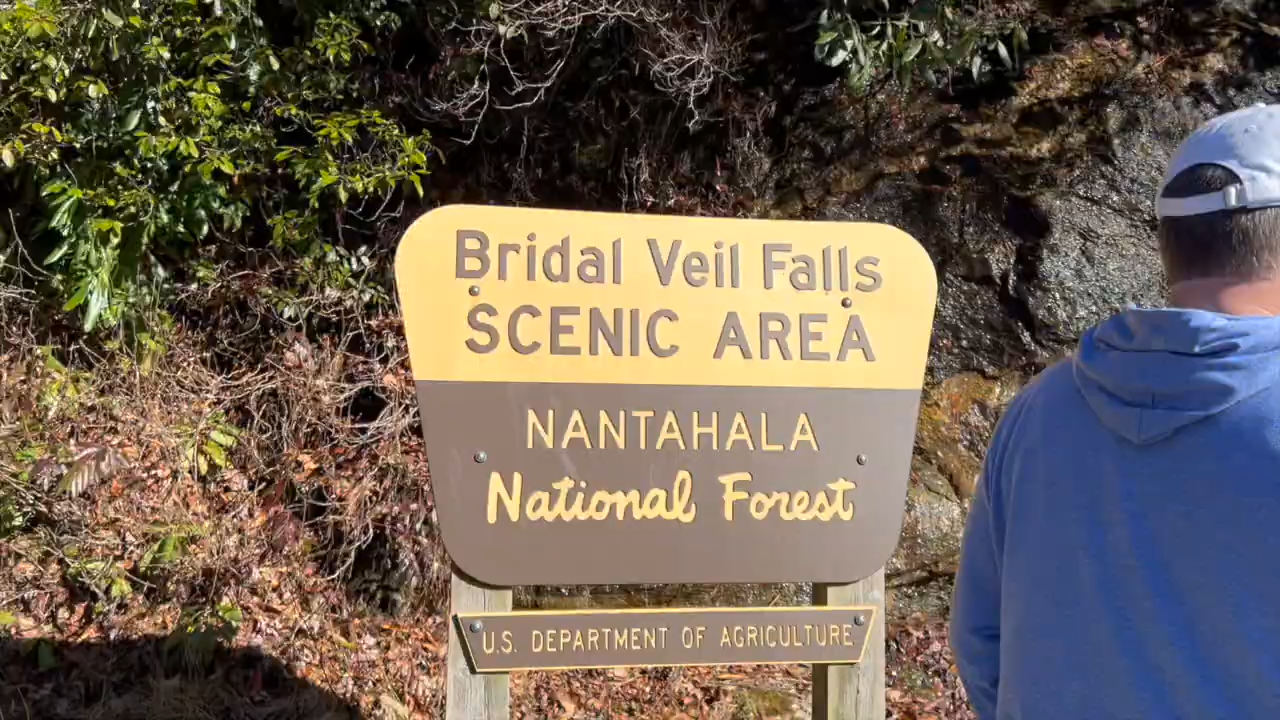 Bridal Veil Falls
SCENIC AREA
NANTAHALA
National Forest
U.S. DEPARTMENT OF AGRICULTURE